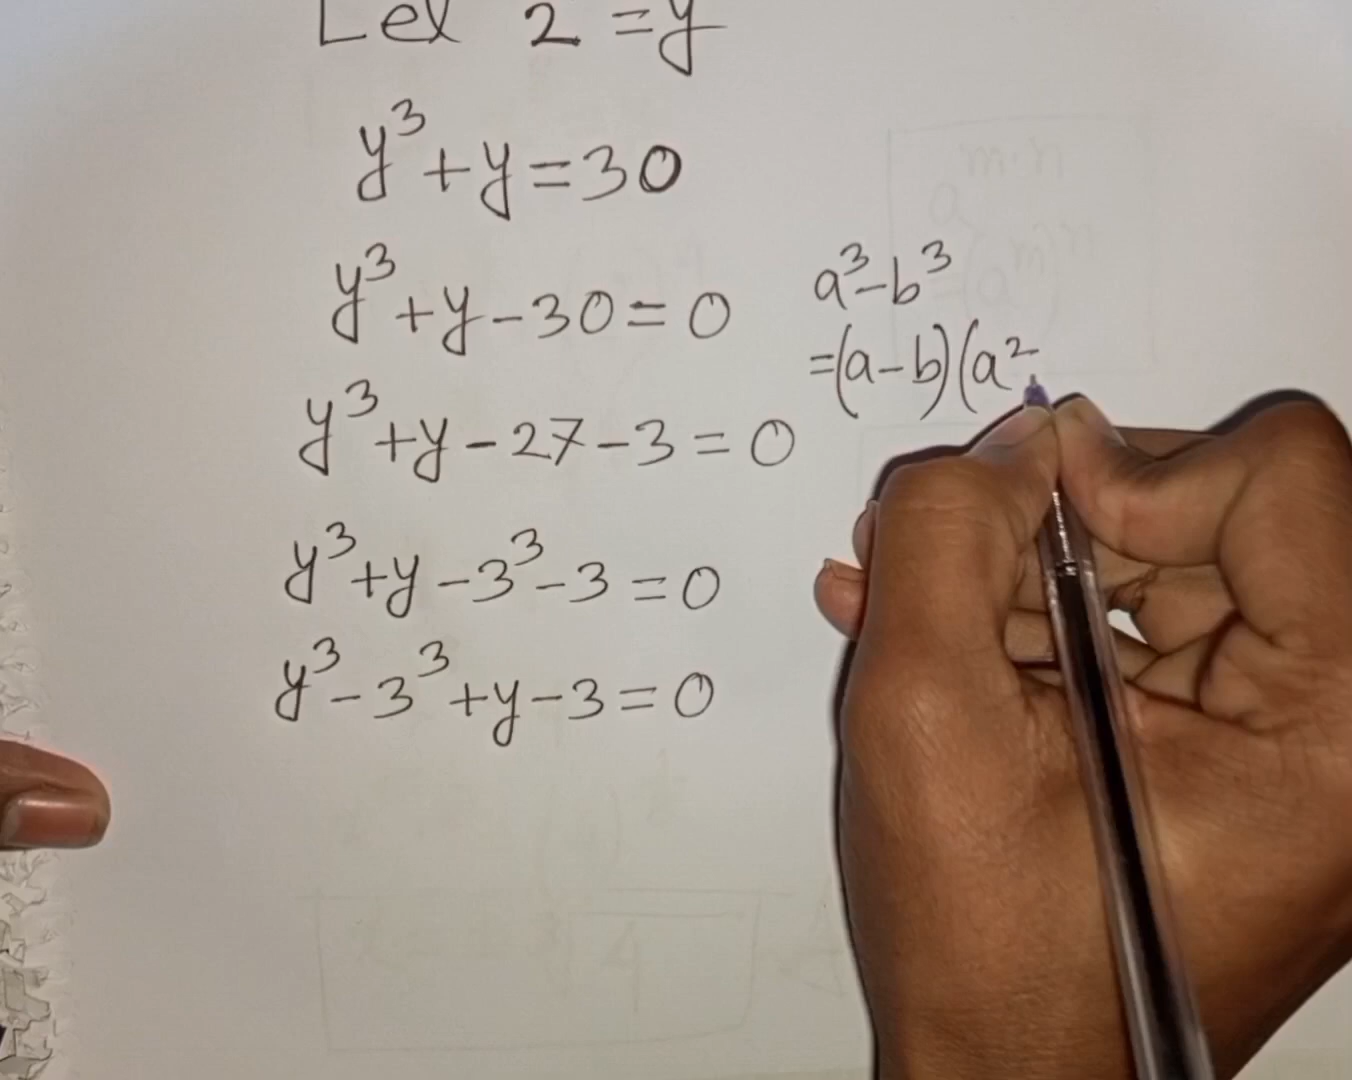 Let 2 = y
y³ + y = 30
y³ + y - 30 = 0
y³ + y - 27 - 3 = 0
y³ + y - 3³ - 3 = 0
y³ - 3³ + y - 3 = 0
a³ - b³
= (a - b)(a²